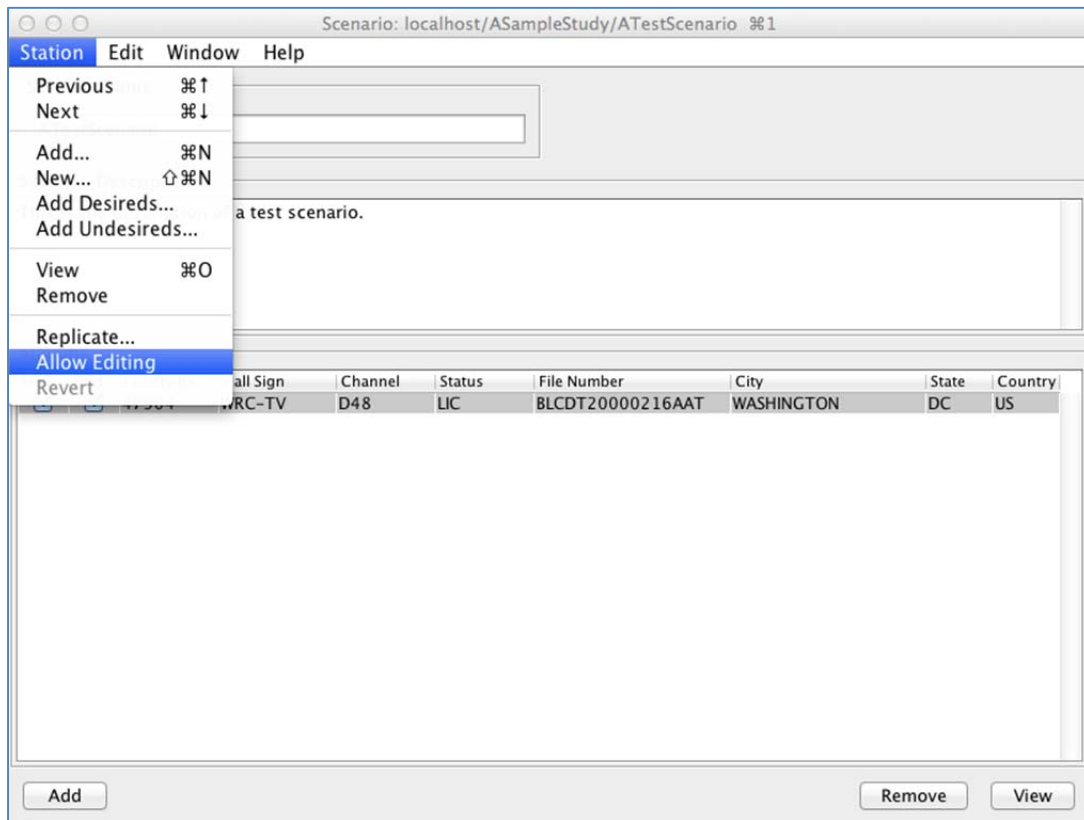 Scenario: localhost/ASampleStudy/ATestScenario ⌘1
Station Edit Window Help
Previous ⌘↑
Next ⌘↓
Add... ⌘N
New... ⇧⌘N
Add Desireds...
Add Undesireds...
View ⌘O
Remove
Replicate...
Allow Editing
Revert
a test scenario.
all Sign Channel Status File Number City State Country
WRC-TV D48 LIC BLCDT20000216AAT WASHINGTON DC US
Add Remove View